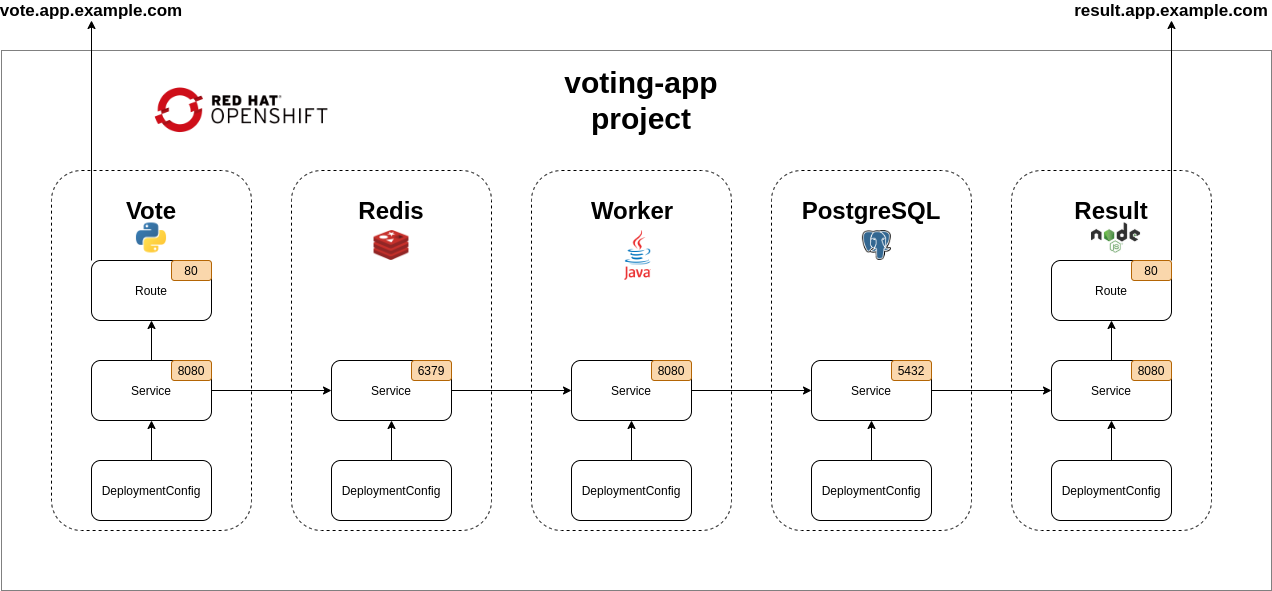 vote.app.example.com
result.app.example.com
RED HAT
OPENSHIFT
voting-app
project
Vote
Redis
Worker
PostgreSQL
Result
node
JS
Java
80
Route
80
Route
8080
Service
6379
Service
8080
Service
5432
Service
8080
Service
DeploymentConfig
DeploymentConfig
DeploymentConfig
DeploymentConfig
DeploymentConfig